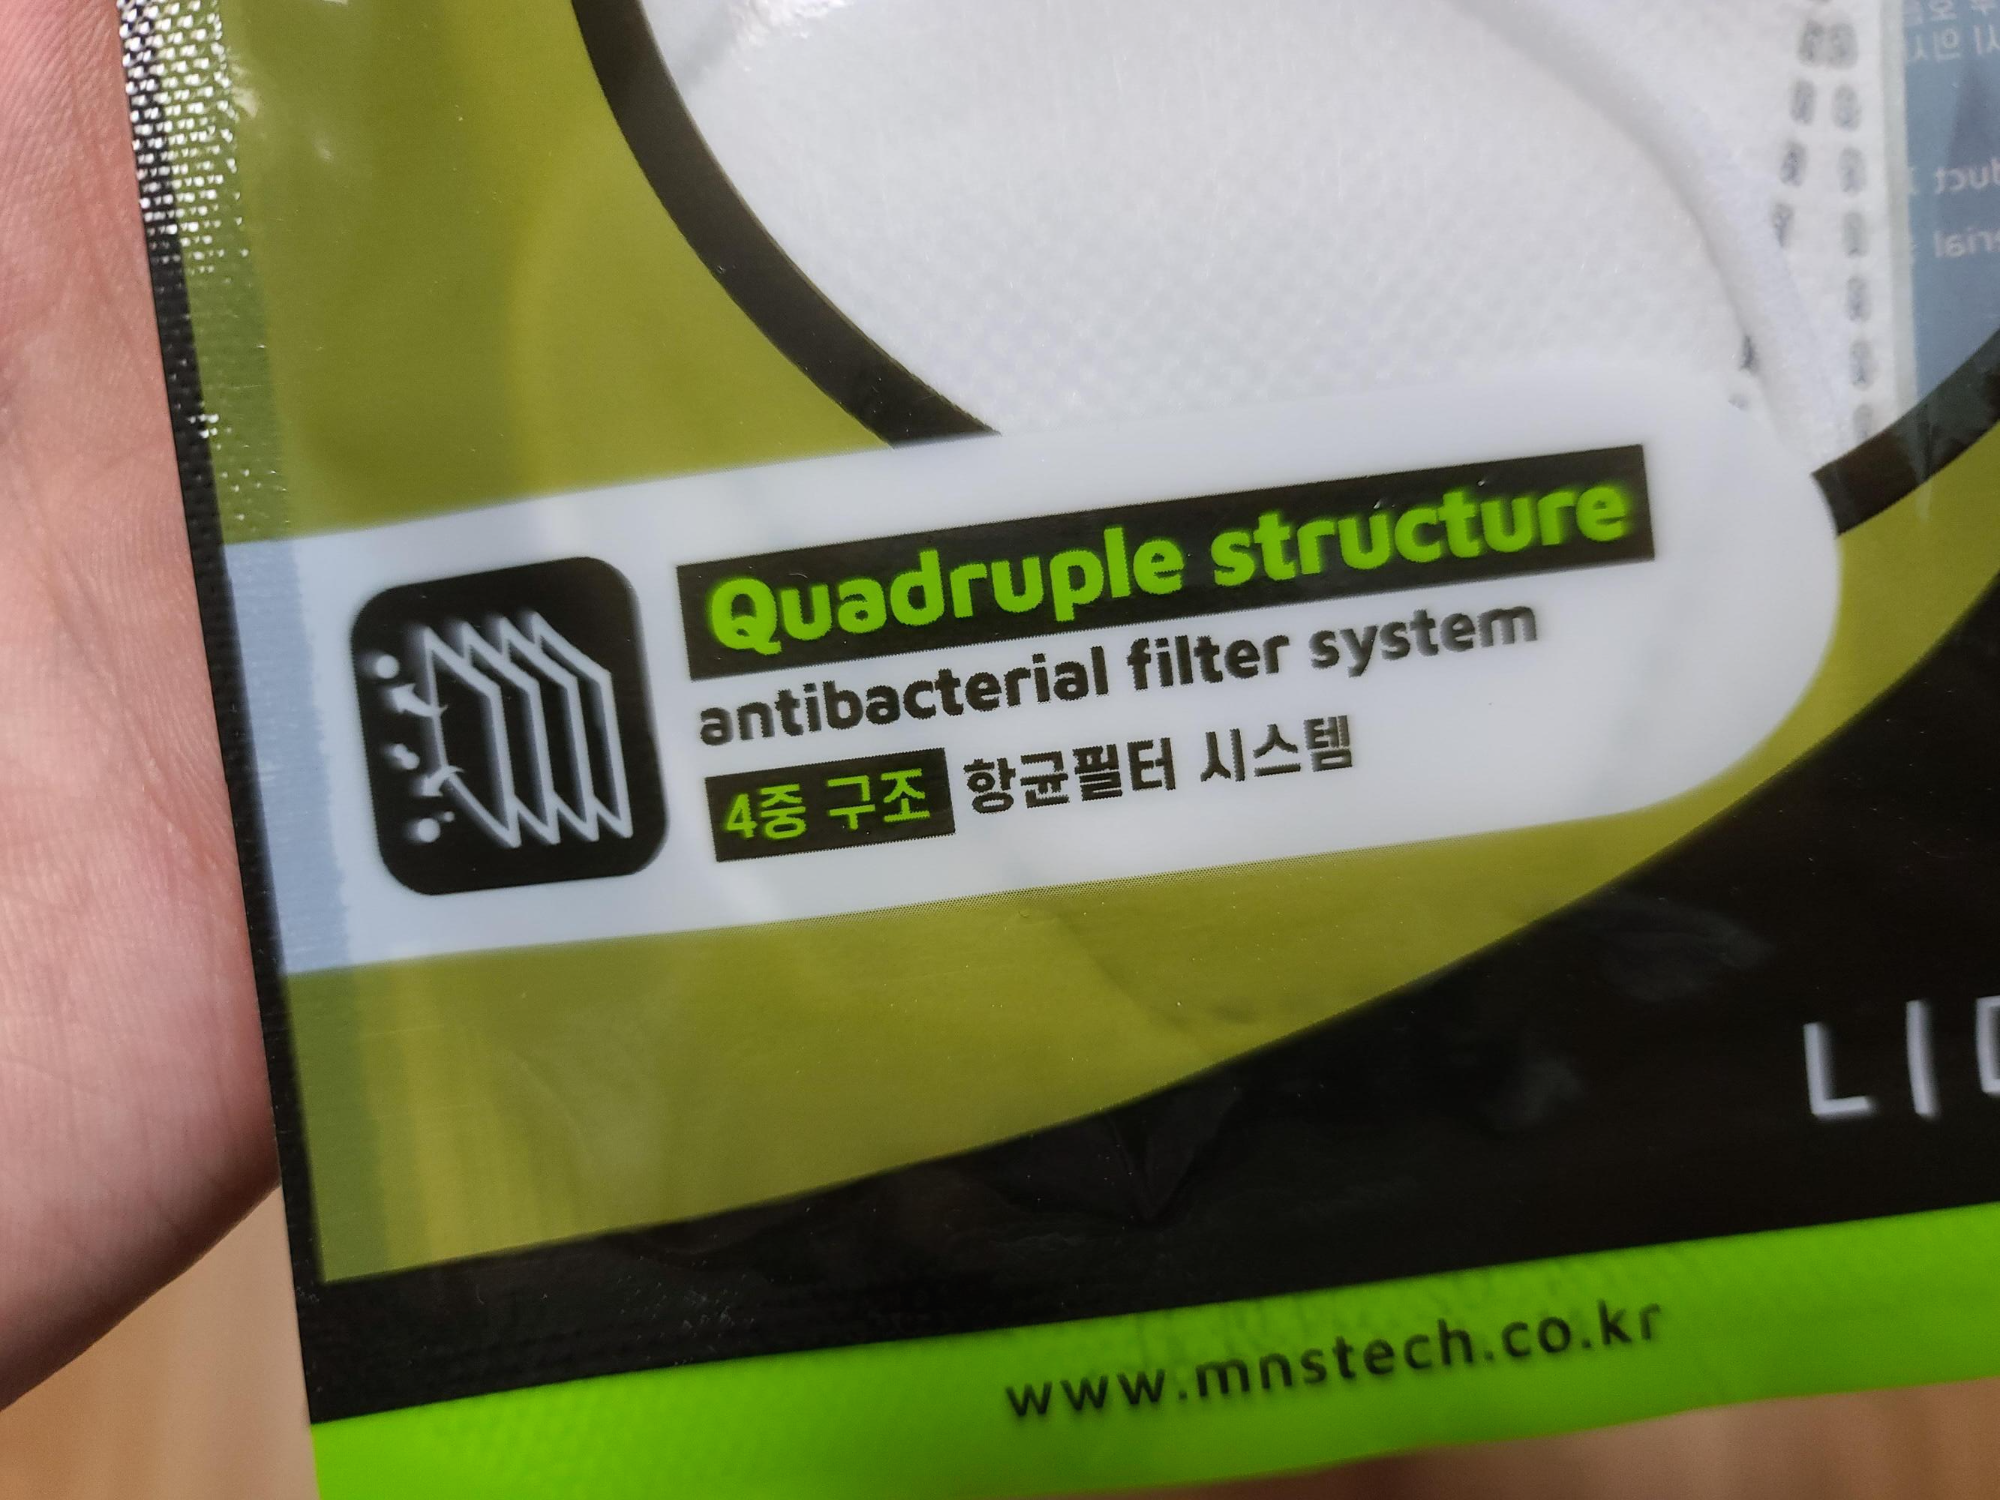 Quadruple structure
antibacterial filter system
4중 구조 항균필터 시스템
www.mnstech.co.kr